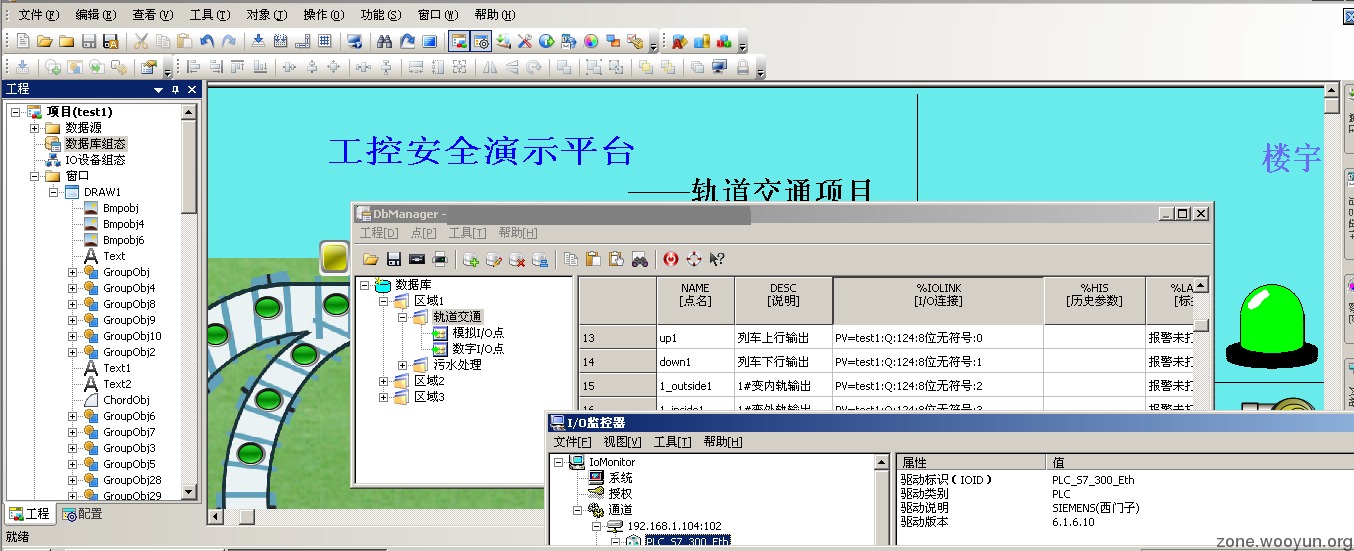 文件(F) 编辑(E) 查看(V) 工具(T) 对象(J) 操作(O) 功能(S) 窗口(W) 帮助(H)
工程
项目(test1)
数据源
数据库组态
IO设备组态
窗口
DRAW1
Bmpobj
Bmpobj4
Bmpobj6
Text
GroupObj
GroupObj4
GroupObj8
GroupObj9
GroupObj10
GroupObj2
Text1
Text2
ChordObj
GroupObj6
GroupObj7
GroupObj3
GroupObj5
GroupObj28
GroupObj29
工程 配置
就绪
工控安全演示平台
——轨道交通项目
楼宇
DbManager -
工程[D] 点[P] 工具[T] 帮助[H]
数据库
区域1
轨道交通
模拟I/O点
数字I/O点
污水处理
区域2
区域3
NAME DESC %IOLINK %HIS %LA
[点名] [说明] [I/O连接] [历史参数] [标
13 up1 列车上行输出 PV=test1:Q:124:8位无符号:0 报警未打
14 down1 列车下行输出 PV=test1:Q:124:8位无符号:1 报警未打
15 1_outside1 1#变内轨输出 PV=test1:Q:124:8位无符号:2 报警未打
16 1_inside1 1#变外轨输出 PV=test1:Q:124:8位无符号:3 报警未打
I/O监控器
文件[F] 视图[V] 工具[T] 帮助[H]
IoMonitor
系统
授权
通道
192.168.1.104:102
PLC_S7_300_Eth
属性 值
驱动标识(IOID) PLC_S7_300_Eth
驱动类别 PLC
驱动说明 SIEMENS(西门子)
驱动版本 6.1.6.10
zone.wooyun.org